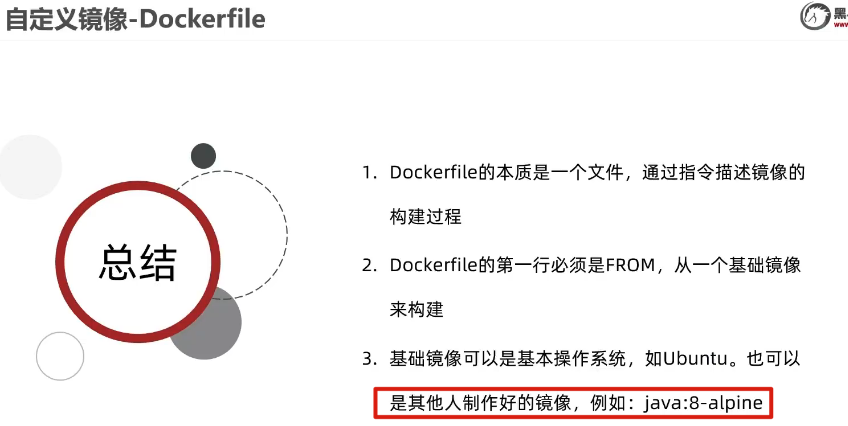 自定义镜像-Dockerfile
黑
www
总结
1. Dockerfile的本质是一个文件，通过指令描述镜像的
构建过程
2. Dockerfile的第一行必须是FROM，从一个基础镜像
来构建
3. 基础镜像可以是基本操作系统，如Ubuntu。也可以
是其他人制作好的镜像，例如：java:8-alpine